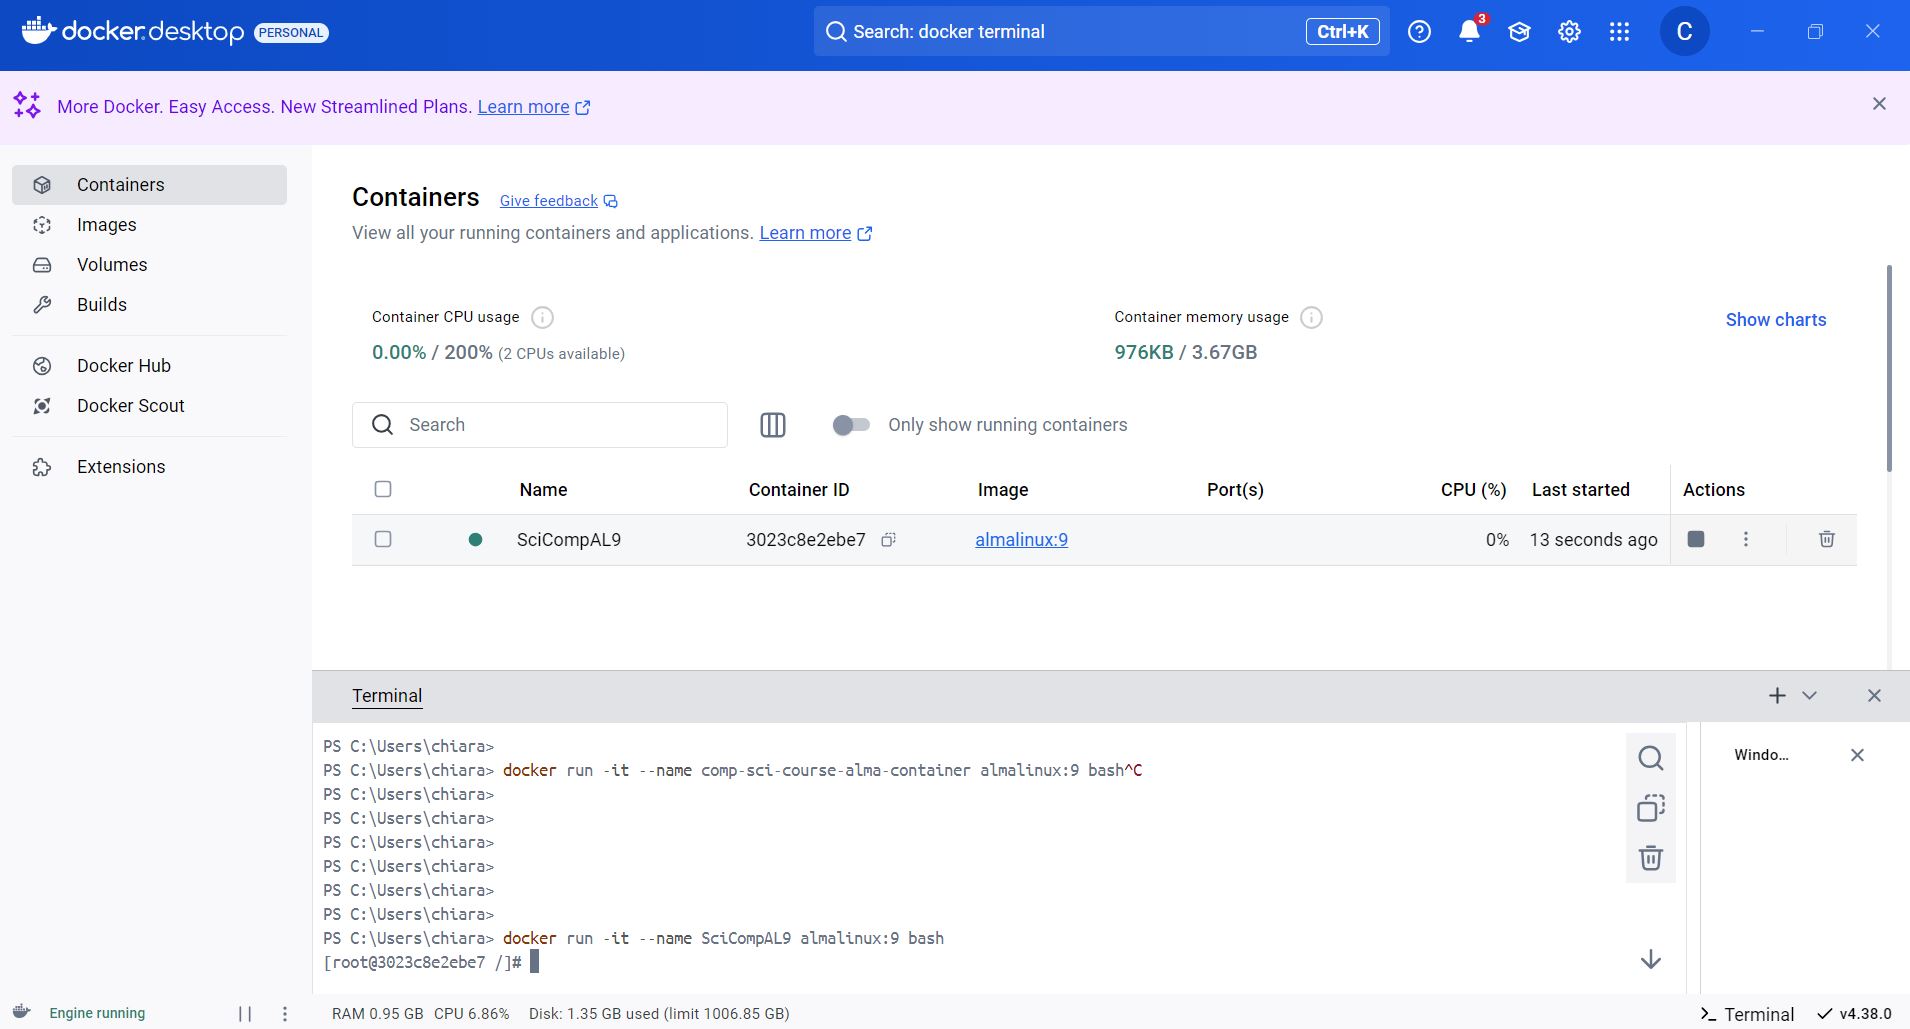 docker.desktop PERSONAL
Search: docker terminal Ctrl+K
3
C
More Docker. Easy Access. New Streamlined Plans. Learn more
Containers
Images
Volumes
Builds
Docker Hub
Docker Scout
Extensions
Containers Give feedback
View all your running containers and applications. Learn more
Container CPU usage
0.00% / 200% (2 CPUs available)
Container memory usage
976KB / 3.67GB
Show charts
Search
Only show running containers
Name Container ID Image Port(s) CPU (%) Last started Actions
SciCompAL9 3023c8e2ebe7 almalinux:9 0% 13 seconds ago
Terminal
PS C:\Users\chiara>
PS C:\Users\chiara> docker run -it --name comp-sci-course-alma-container almalinux:9 bash^C
PS C:\Users\chiara>
PS C:\Users\chiara>
PS C:\Users\chiara>
PS C:\Users\chiara>
PS C:\Users\chiara>
PS C:\Users\chiara>
PS C:\Users\chiara> docker run -it --name SciCompAL9 almalinux:9 bash
[root@3023c8e2ebe7 /]#
Windo...
Engine running
RAM 0.95 GB CPU 6.86% Disk: 1.35 GB used (limit 1006.85 GB)
>_ Terminal
v4.38.0